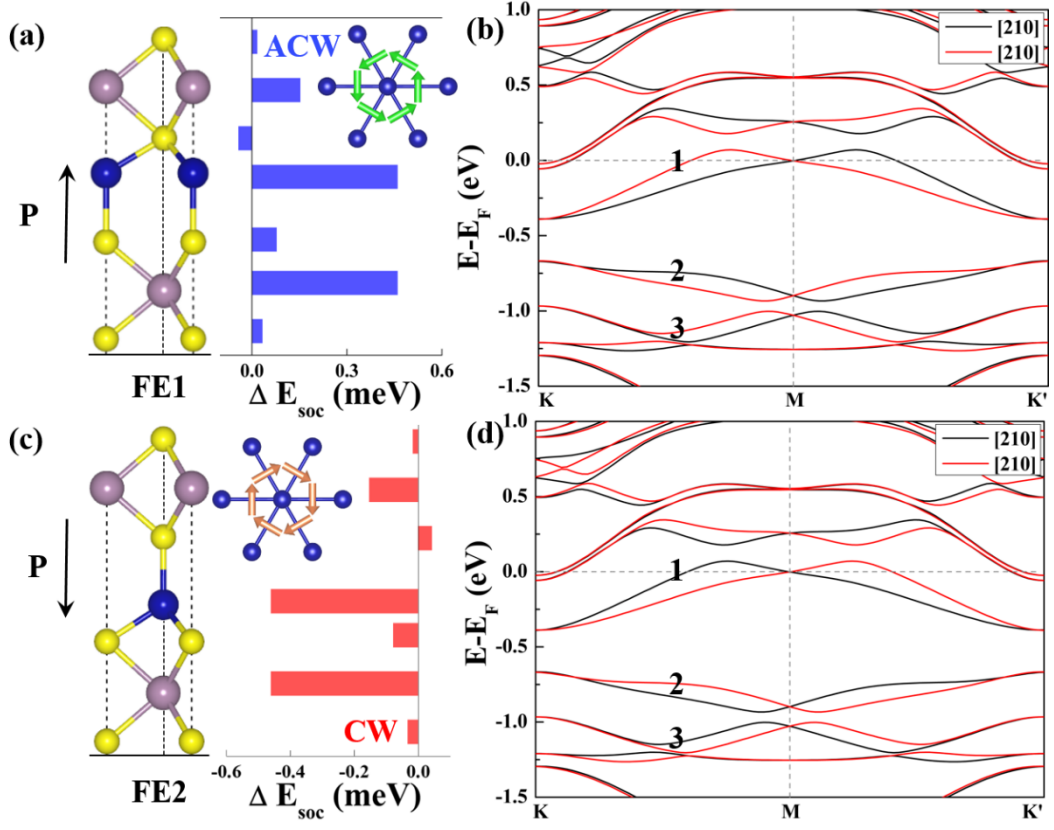 (a)
P
FE1
ACW
0.0
0.3
0.6
Δ E_soc (meV)
(b)
1.0
0.5
0.0
-0.5
-1.0
-1.5
E-E_F (eV)
[210]
[210]
1
2
3
K
M
K'
(c)
P
FE2
CW
-0.6
-0.4
-0.2
0.0
Δ E_soc (meV)
(d)
1.0
0.5
0.0
-0.5
-1.0
-1.5
E-E_F (eV)
[210]
[210]
1
2
3
K
M
K'